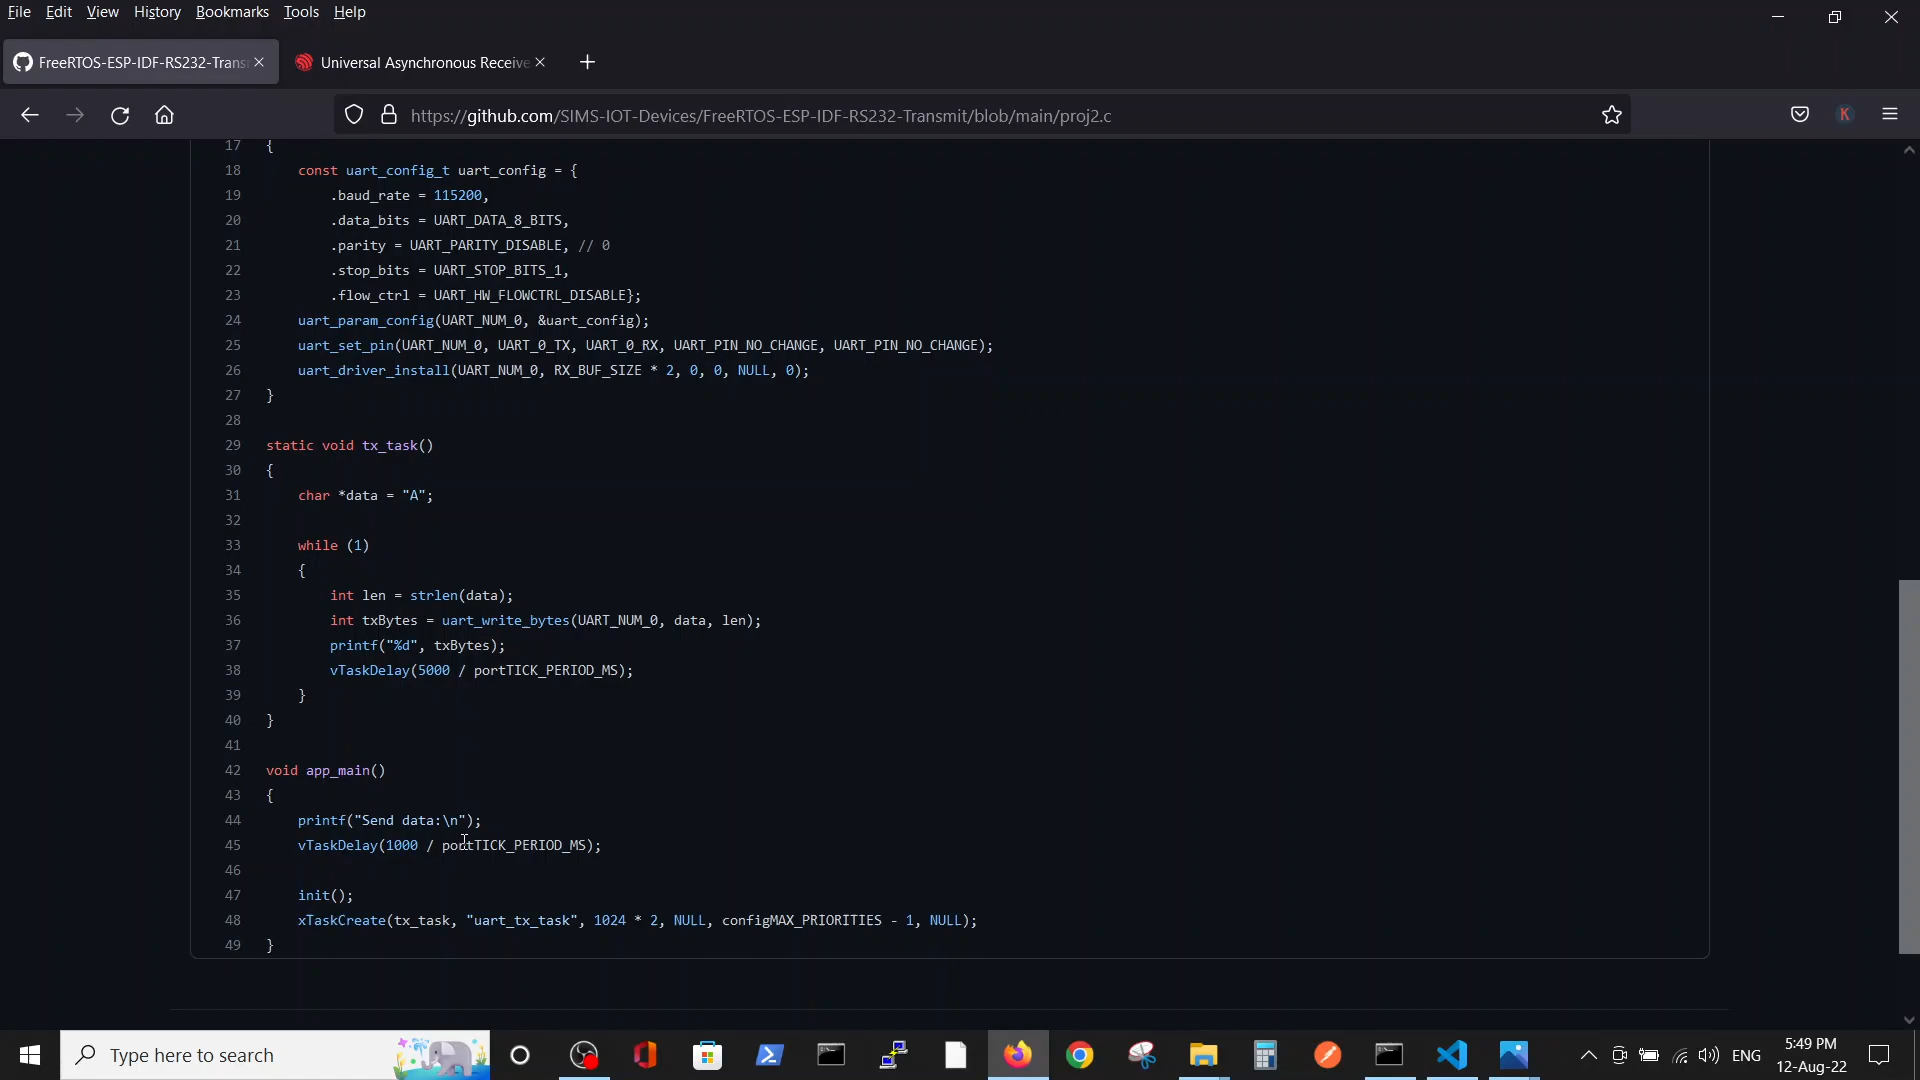 File Edit View History Bookmarks Tools Help
FreeRTOS-ESP-IDF-RS232-Trans
Universal Asynchronous Receive
https://github.com/SIMS-IOT-Devices/FreeRTOS-ESP-IDF-RS232-Transmit/blob/main/proj2.c
K
17 {
18 const uart_config_t uart_config = {
19 .baud_rate = 115200,
20 .data_bits = UART_DATA_8_BITS,
21 .parity = UART_PARITY_DISABLE, // 0
22 .stop_bits = UART_STOP_BITS_1,
23 .flow_ctrl = UART_HW_FLOWCTRL_DISABLE};
24 uart_param_config(UART_NUM_0, &uart_config);
25 uart_set_pin(UART_NUM_0, UART_0_TX, UART_0_RX, UART_PIN_NO_CHANGE, UART_PIN_NO_CHANGE);
26 uart_driver_install(UART_NUM_0, RX_BUF_SIZE * 2, 0, 0, NULL, 0);
27 }
28
29 static void tx_task()
30 {
31 char *data = "A";
32
33 while (1)
34 {
35 int len = strlen(data);
36 int txBytes = uart_write_bytes(UART_NUM_0, data, len);
37 printf("%d", txBytes);
38 vTaskDelay(5000 / portTICK_PERIOD_MS);
39 }
40 }
41
42 void app_main()
43 {
44 printf("Send data:\n");
45 vTaskDelay(1000 / portTICK_PERIOD_MS);
46
47 init();
48 xTaskCreate(tx_task, "uart_tx_task", 1024 * 2, NULL, configMAX_PRIORITIES - 1, NULL);
49 }
Type here to search
ENG
5:49 PM
12-Aug-22